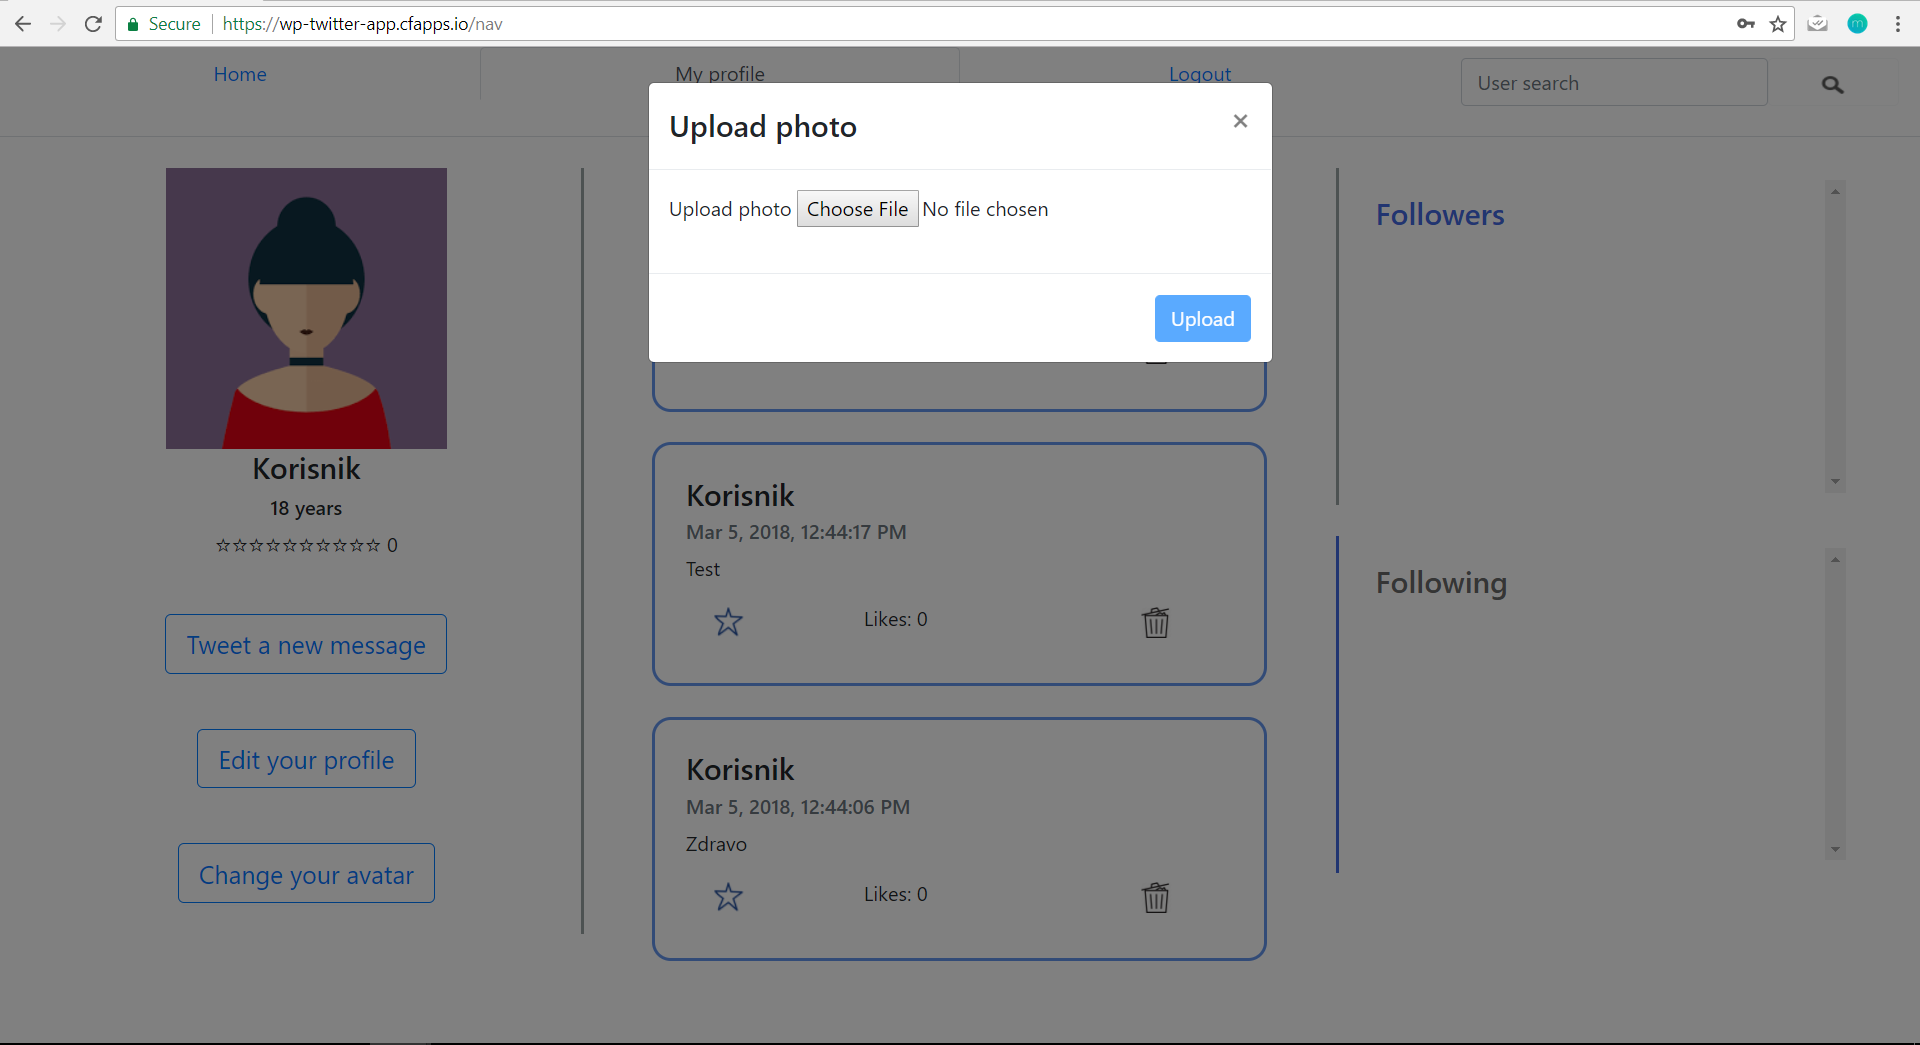 Secure https://wp-twitter-app.cfapps.io/nav
Home
My profile
Logout
User search
Upload photo
×
Upload photo Choose File No file chosen
Upload
Korisnik
18 years
☆☆☆☆☆☆☆☆☆☆ 0
Tweet a new message
Edit your profile
Change your avatar
Korisnik
Mar 5, 2018, 12:44:17 PM
Test
Likes: 0
Korisnik
Mar 5, 2018, 12:44:06 PM
Zdravo
Likes: 0
Followers
Following
m